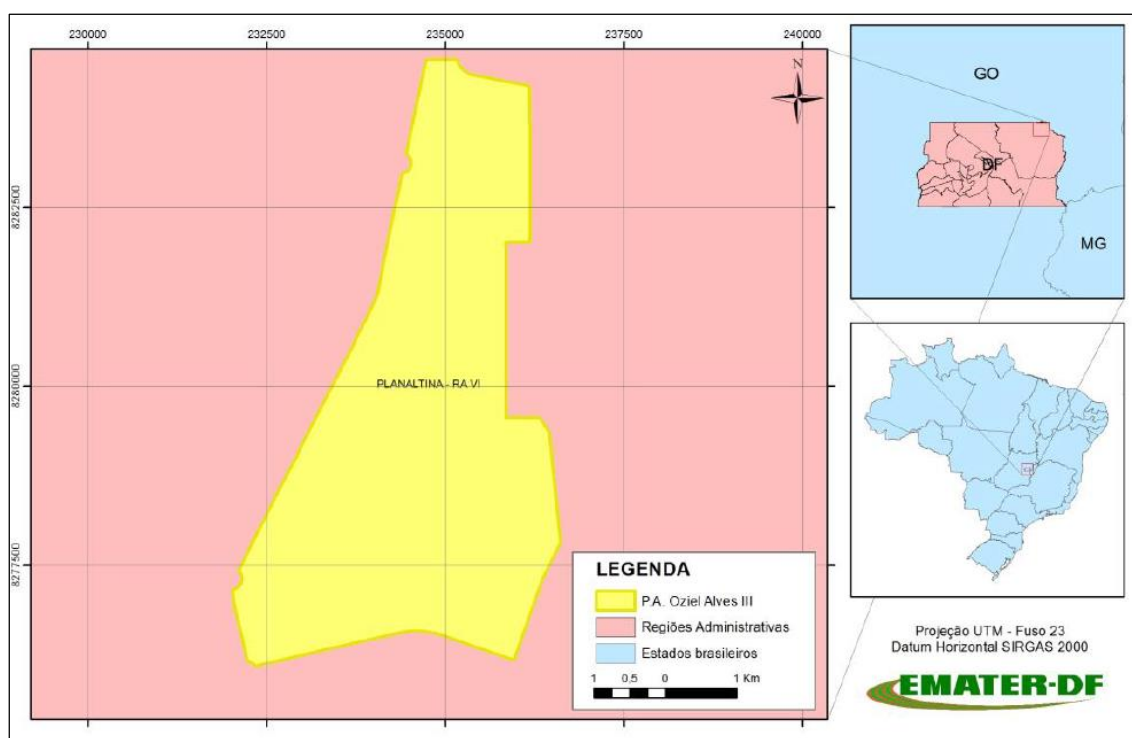 230000 232500 235000 237500 240000
N
8282500
8280000
8277500
PLANALTINA - RA VI
LEGENDA
P.A. Oziel Alves III
Regiões Administrativas
Estados brasileiros
1 0,5 0 1 Km
GO
DF
MG
Projeção UTM - Fuso 23
Datum Horizontal SIRGAS 2000
EMATER-DF